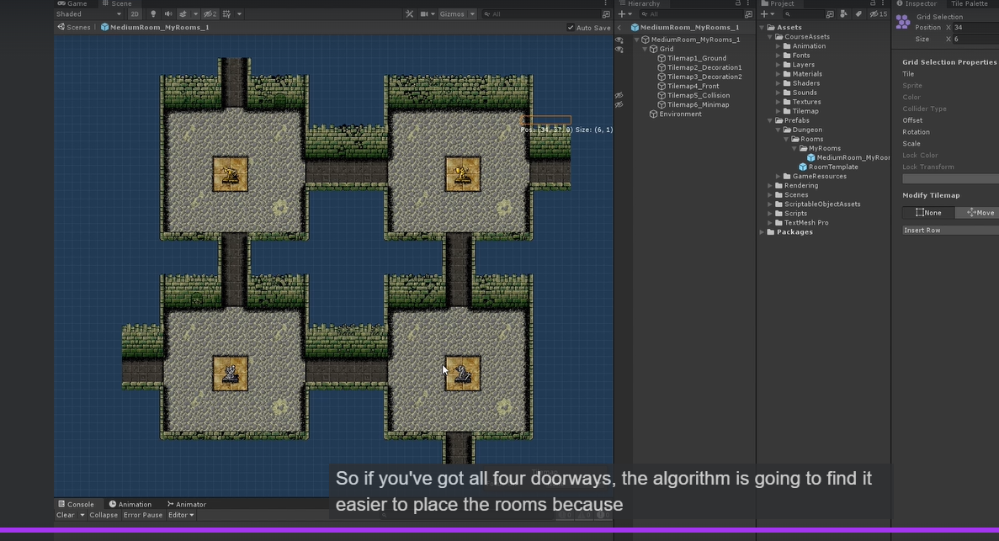 Game Scene
Shaded 2D 2 Gizmos All
Scenes MediumRoom_MyRooms_1 Auto Save
Pos: (34, 37, 0) Size: (6, 1)
So if you've got all four doorways, the algorithm is going to find it
easier to place the rooms because
Console Animation Animator
Clear Collapse Error Pause Editor
Hierarchy
All
MediumRoom_MyRooms_1
MediumRoom_MyRooms_1
Grid
Tilemap1_Ground
Tilemap2_Decoration1
Tilemap3_Decoration2
Tilemap4_Front
Tilemap5_Collision
Tilemap6_Minimap
Environment
Project
15
Assets
CourseAssets
Animation
Fonts
Layers
Materials
Shaders
Sounds
Textures
Tilemap
Prefabs
Dungeon
Rooms
MyRooms
MediumRoom_MyRoor
RoomTemplate
GameResources
Rendering
Scenes
ScriptableObjectAssets
Scripts
TextMesh Pro
Packages
Inspector Tile Palette
Grid Selection
Position X 34
Size X 6
Grid Selection Properties
Tile
Sprite
Color
Collider Type
Offset
Rotation
Scale
Lock Color
Lock Transform
Modify Tilemap
None Move
Insert Row